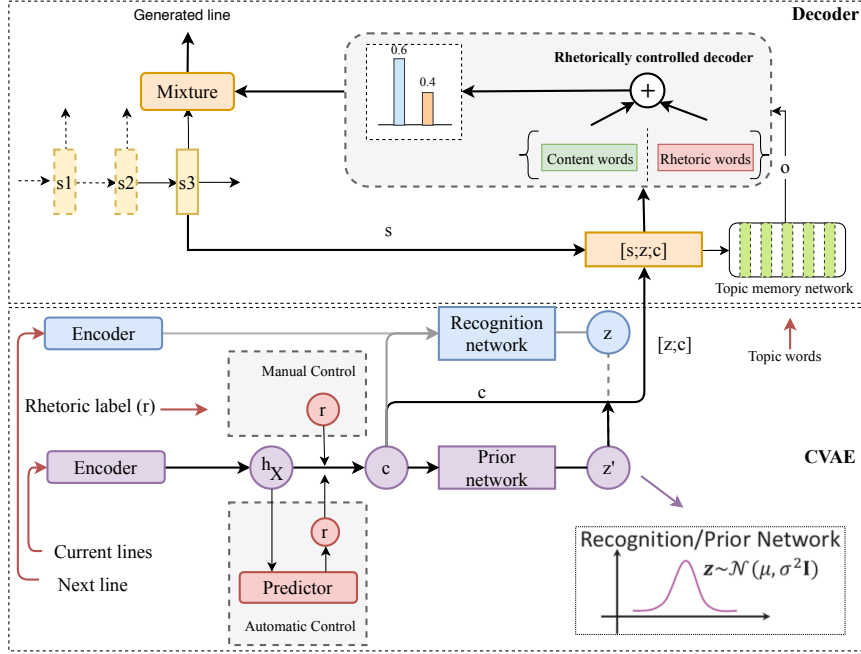 Generated line
Decoder
0.6
Rhetorically controlled decoder
Mixture
0.4
+
Content words
Rhetoric words
s1
s2
s3
o
s
[s;z;c]
Topic memory network
Encoder
Recognition
network
z
[z;c]
Topic words
Manual Control
c
Rhetoric label (r)
r
Encoder
hX
c
Prior
network
z'
CVAE
r
Current lines
Next line
Predictor
Automatic Control
Recognition/Prior Network
z~𝒩(μ, σ²I)